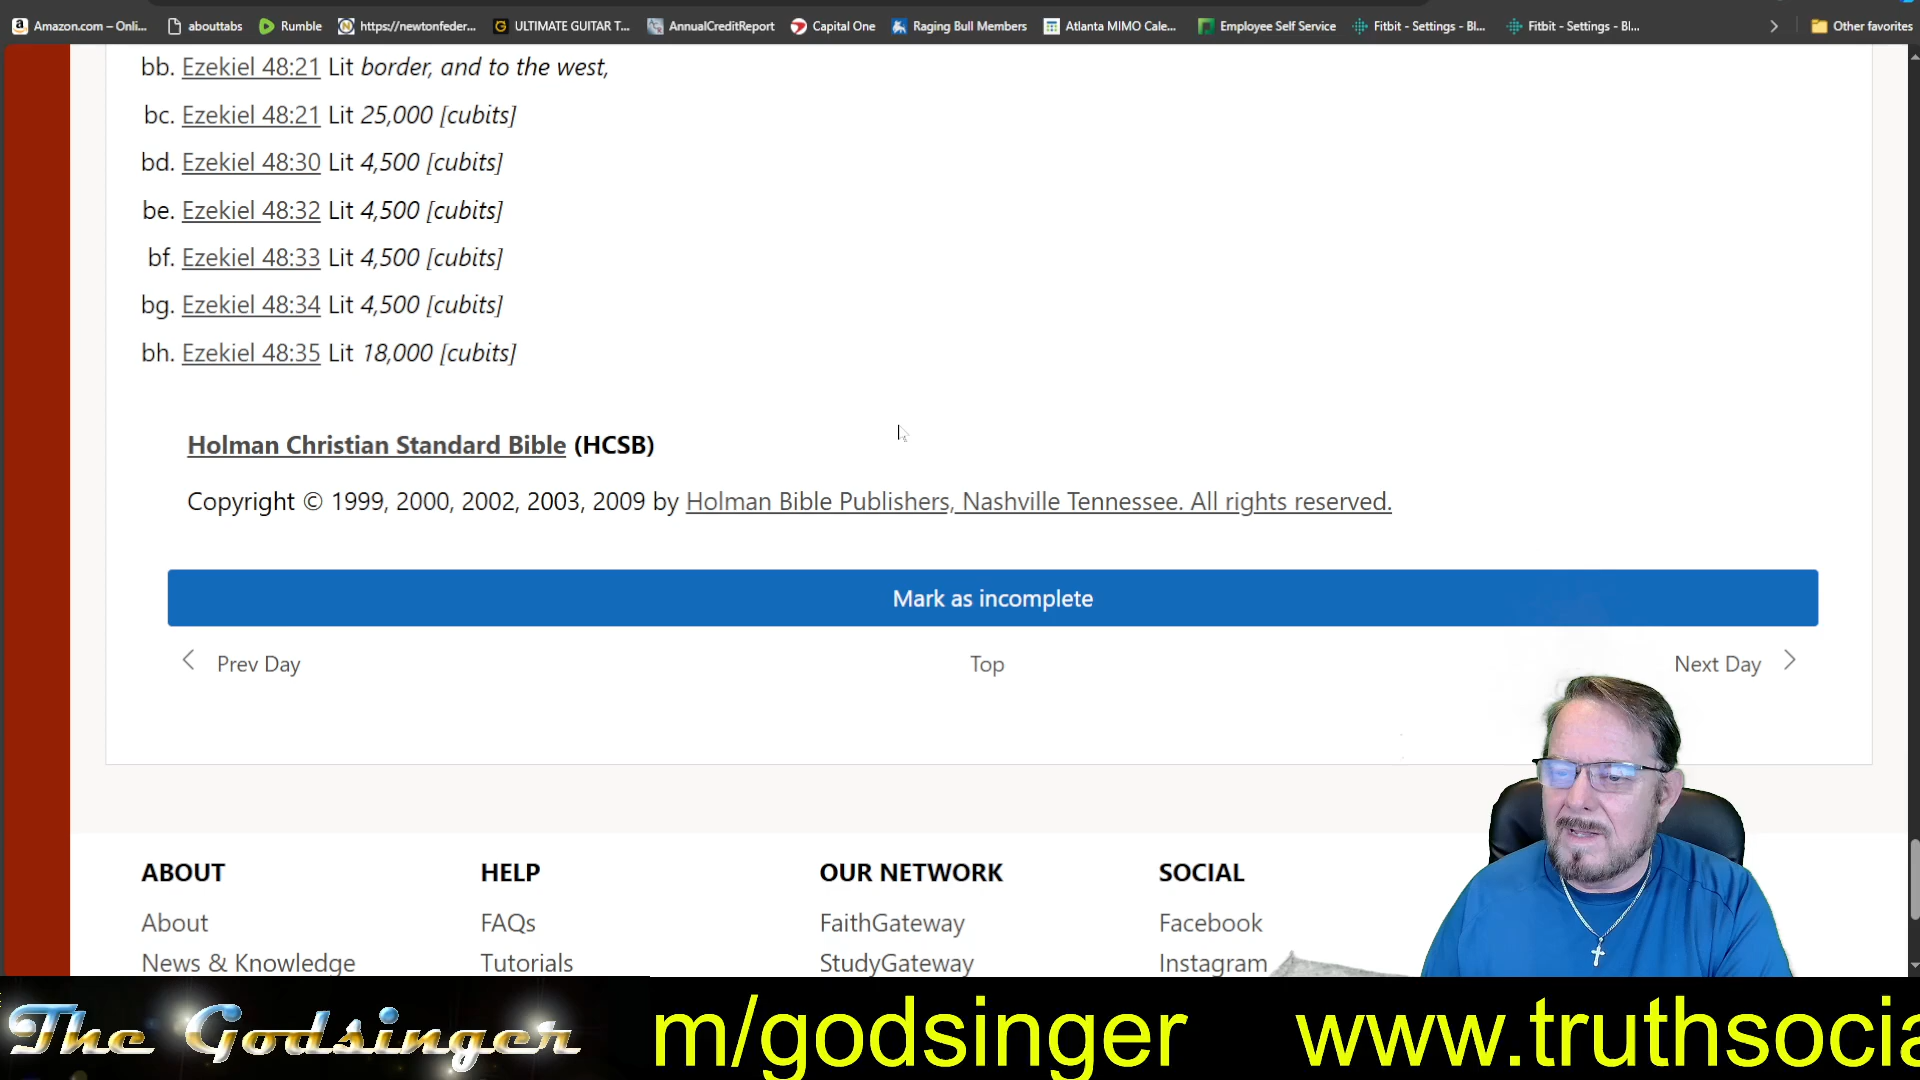 Amazon.com – Onli... abouttabs Rumble https://newtonfeder... ULTIMATE GUITAR T... AnnualCreditReport Capital One Raging Bull Members Atlanta MIMO Cale... Employee Self Service Fitbit - Settings - Bl... Fitbit - Settings - Bl... Other favorites
bb. Ezekiel 48:21 Lit border, and to the west,
bc. Ezekiel 48:21 Lit 25,000 [cubits]
bd. Ezekiel 48:30 Lit 4,500 [cubits]
be. Ezekiel 48:32 Lit 4,500 [cubits]
bf. Ezekiel 48:33 Lit 4,500 [cubits]
bg. Ezekiel 48:34 Lit 4,500 [cubits]
bh. Ezekiel 48:35 Lit 18,000 [cubits]
Holman Christian Standard Bible (HCSB)
Copyright © 1999, 2000, 2002, 2003, 2009 by Holman Bible Publishers, Nashville Tennessee. All rights reserved.
Mark as incomplete
Prev Day Top Next Day
ABOUT HELP OUR NETWORK SOCIAL
About FAQs FaithGateway Facebook
News & Knowledge Tutorials StudyGateway Instagram
The Godsinger m/godsinger www.truthsocia